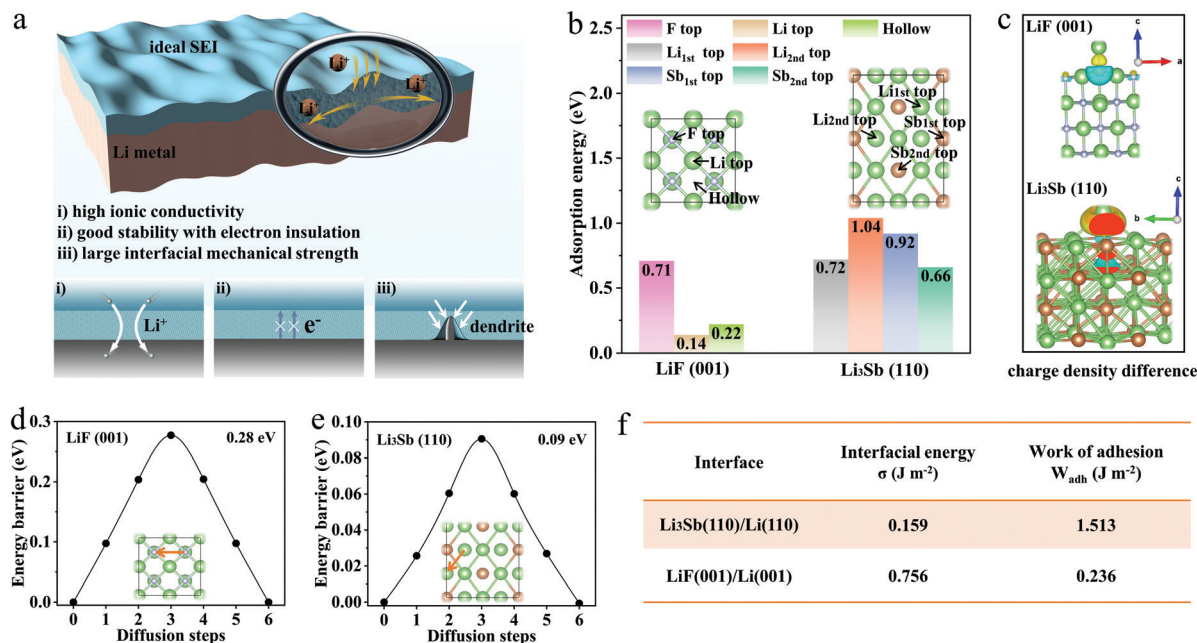 a
ideal SEI
Li⁺
Li⁺
Li⁺
Li metal
i) high ionic conductivity
ii) good stability with electron insulation
iii) large interfacial mechanical strength
i)
Li⁺
ii)
e⁻
iii)
dendrite
b
F top
Li top
Hollow
Li1st top
Li2nd top
Sb1st top
Sb2nd top
Adsorption energy (eV)
2.5
2.0
1.5
1.0
0.5
0.0
F top
Li top
Hollow
Li1st top
Li2nd top
Sb1st top
Sb2nd top
0.71
0.14
0.22
0.72
1.04
0.92
0.66
LiF (001)
Li₃Sb (110)
c
LiF (001)
c
a
Li₃Sb (110)
c
b
charge density difference
d
LiF (001)
0.28 eV
Energy barrier (eV)
0.3
0.2
0.1
0.0
0 1 2 3 4 5 6
Diffusion steps
e
Li₃Sb (110)
0.09 eV
Energy barrier (eV)
0.10
0.08
0.06
0.04
0.02
0.00
0 1 2 3 4 5 6
Diffusion steps
f
Interface
Interfacial energy
σ (J m⁻²)
Work of adhesion
Wadh (J m⁻²)
Li₃Sb(110)/Li(110) 0.159 1.513
LiF(001)/Li(001) 0.756 0.236